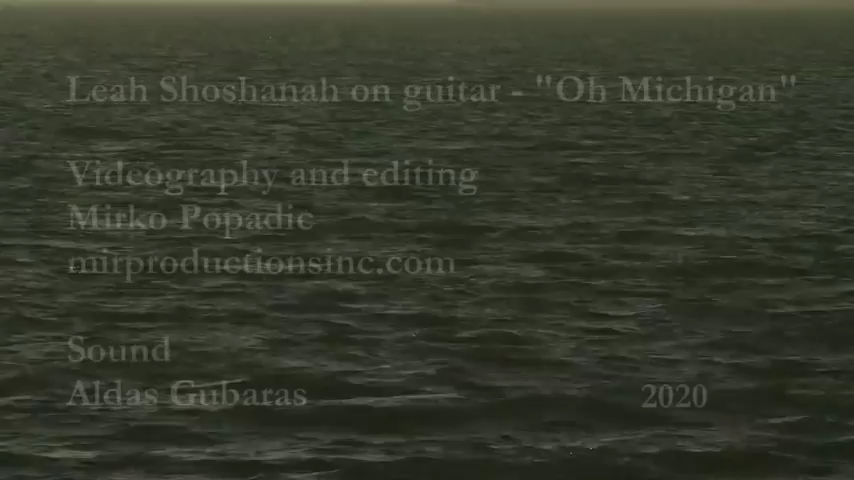 Leah Shoshanah on guitar - "Oh Michigan"
Videography and editing
Mirko Popadic
mirproductionsinc.com
Sound
Aldas Gubaras 2020